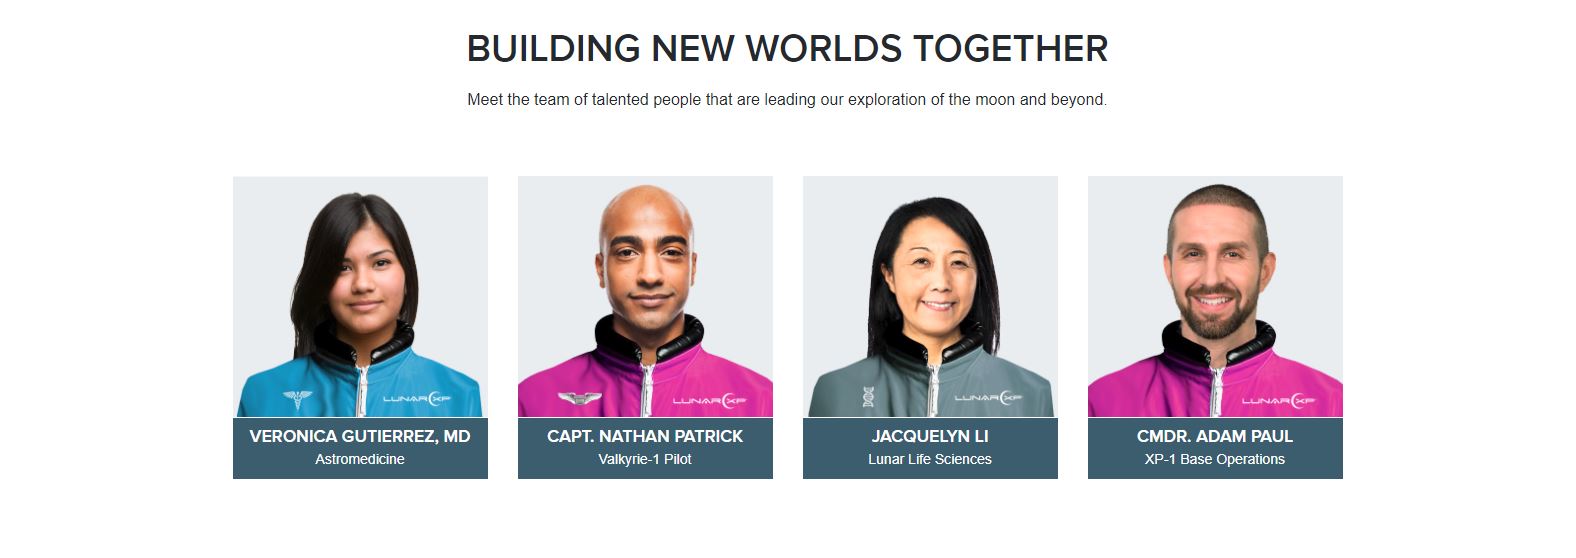 BUILDING NEW WORLDS TOGETHER
Meet the team of talented people that are leading our exploration of the moon and beyond.
LUNAR XP
LUNAR XP
LUNAR XP
LUNAR XP
VERONICA GUTIERREZ, MD
Astromedicine
CAPT. NATHAN PATRICK
Valkyrie-1 Pilot
JACQUELYN LI
Lunar Life Sciences
CMDR. ADAM PAUL
XP-1 Base Operations